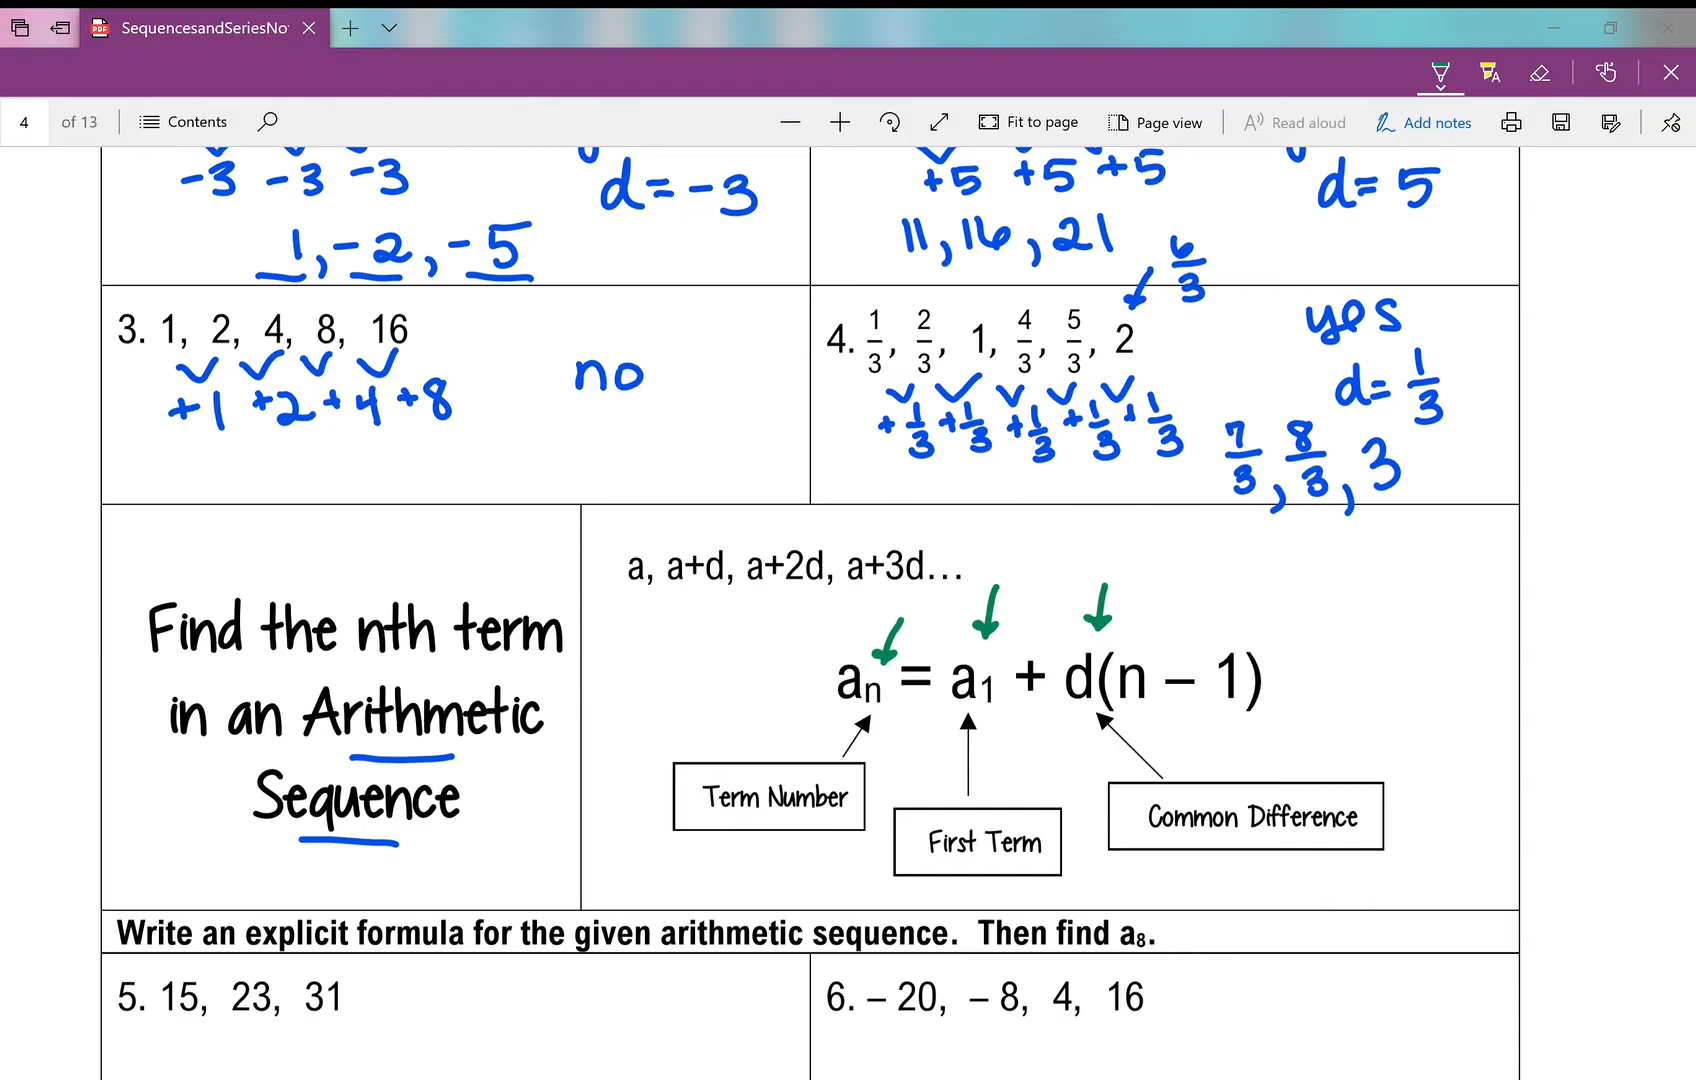 SequencesandSeriesNo
4 of 13 Contents Fit to page Page view Read aloud Add notes
-3 -3 -3 d = -3
1, -2, -5
+5 +5 +5 d = 5
11, 16, 21
6/3
3. 1, 2, 4, 8, 16
+1 +2 +4 +8 no
4. 1/3, 2/3, 1, 4/3, 5/3, 2 yes
+1/3 +1/3 +1/3 +1/3 +1/3 d = 1/3
7/3, 8/3, 3
Find the nth term
in an Arithmetic
Sequence
a, a+d, a+2d, a+3d…
aₙ = a₁ + d(n – 1)
Term Number
First Term
Common Difference
Write an explicit formula for the given arithmetic sequence. Then find a₈.
5. 15, 23, 31
6. – 20, – 8, 4, 16